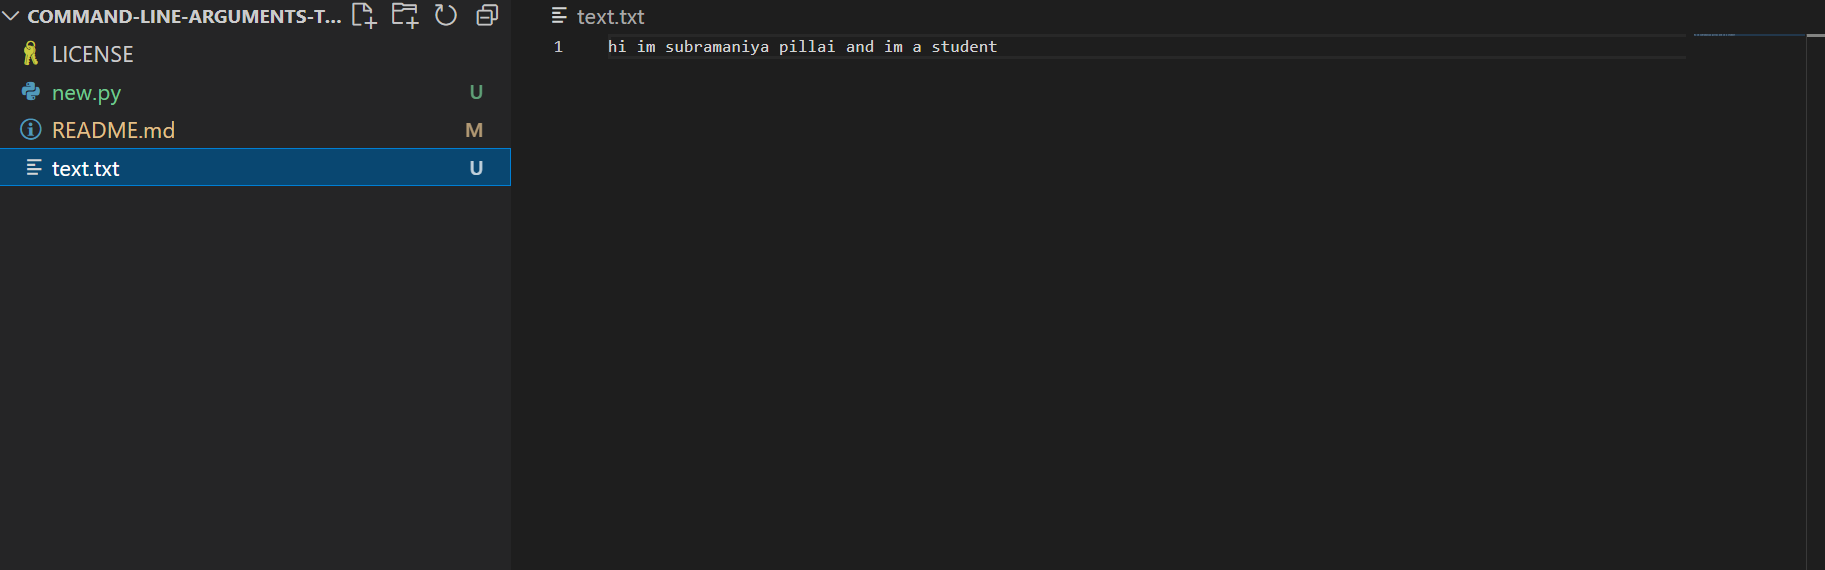 COMMAND-LINE-ARGUMENTS-T...
LICENSE
new.py U
README.md M
text.txt U
text.txt
1 hi im subramaniya pillai and im a student